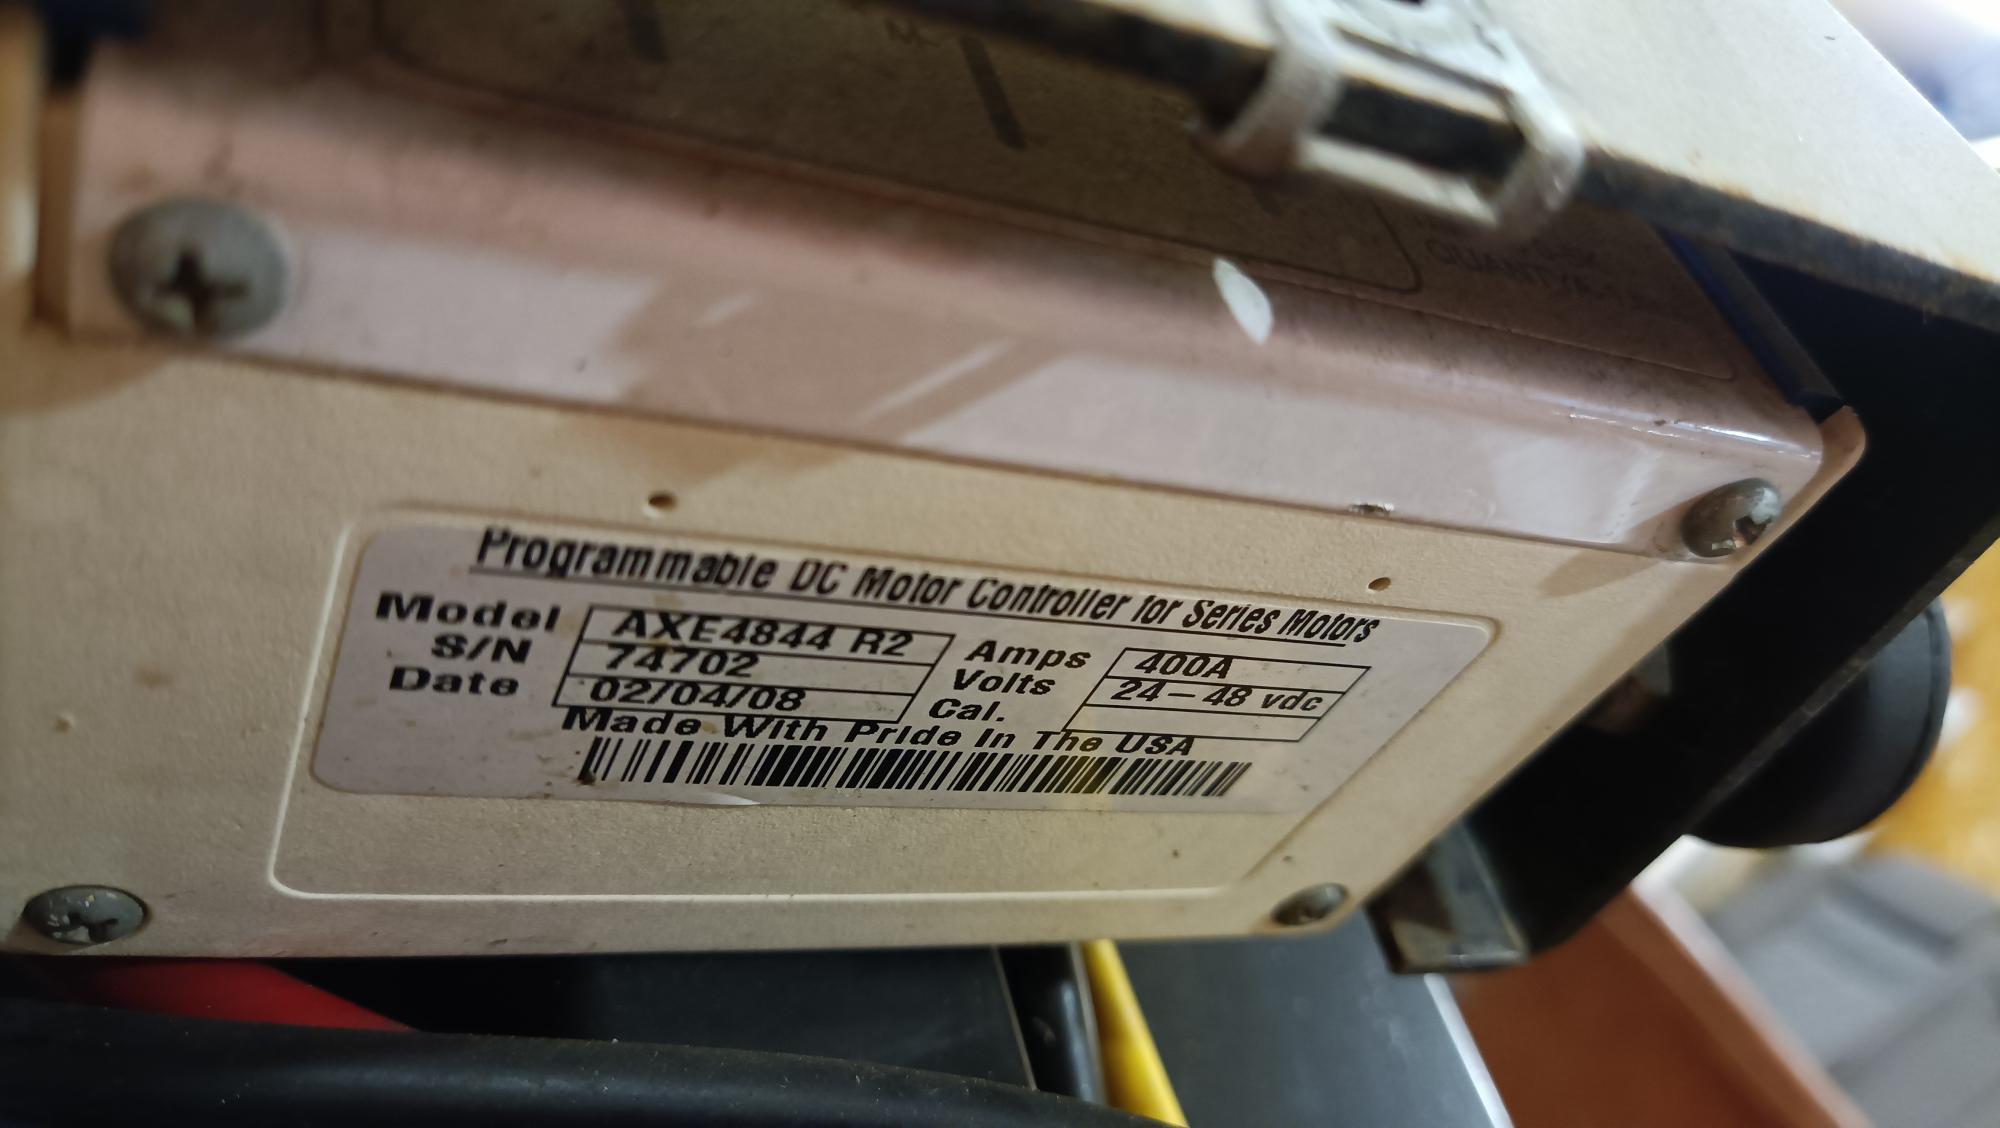 Programmable DC Motor Controller for Series Motors
Model AXE4844 R2 Amps 400A
S/N 74702 Volts 24-48 vdc
Date 02/04/08 Cal.
Made With Pride In The USA